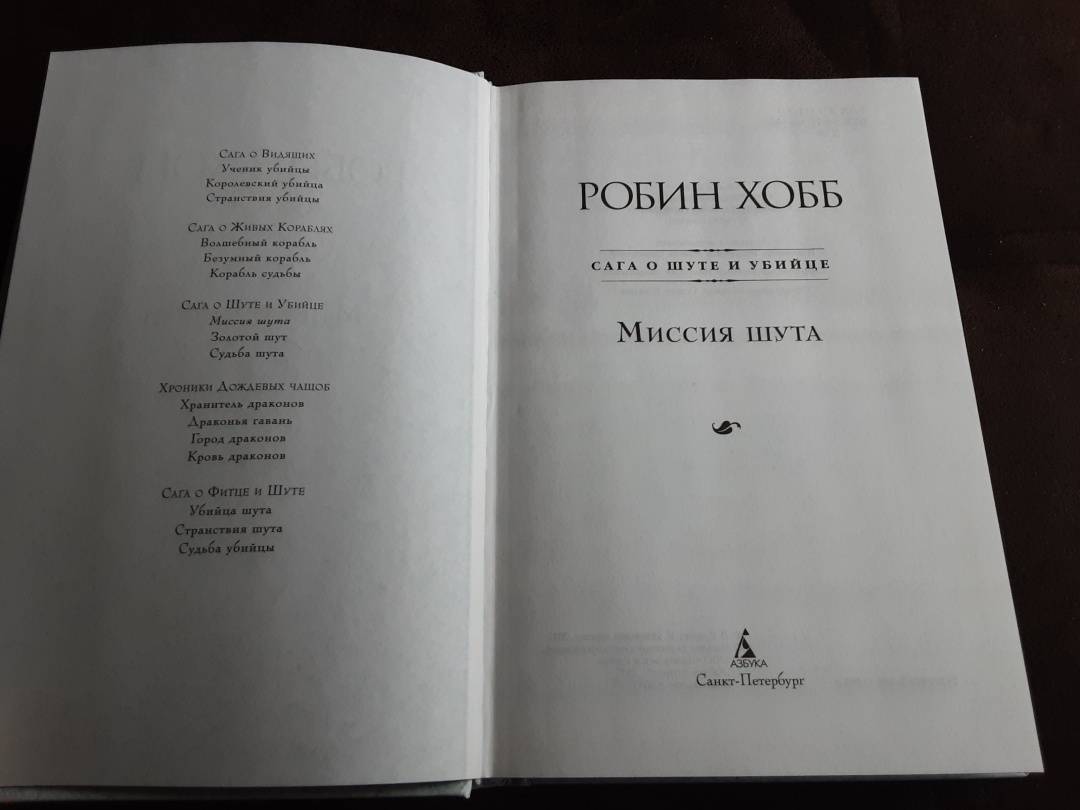 Сага о Видящих
Ученик убийцы
Королевский убийца
Странствия убийцы
Сага о Живых Кораблях
Волшебный корабль
Безумный корабль
Корабль судьбы
Сага о Шуте и Убийце
Миссия шута
Золотой шут
Судьба шута
Хроники Дождевых чащоб
Хранитель драконов
Драконья гавань
Город драконов
Кровь драконов
Сага о Фитце и Шуте
Убийца шута
Странствия шута
Судьба убийцы
РОБИН ХОББ
САГА О ШУТЕ И УБИЙЦЕ
Миссия шута
АЗБУКА
Санкт-Петербург